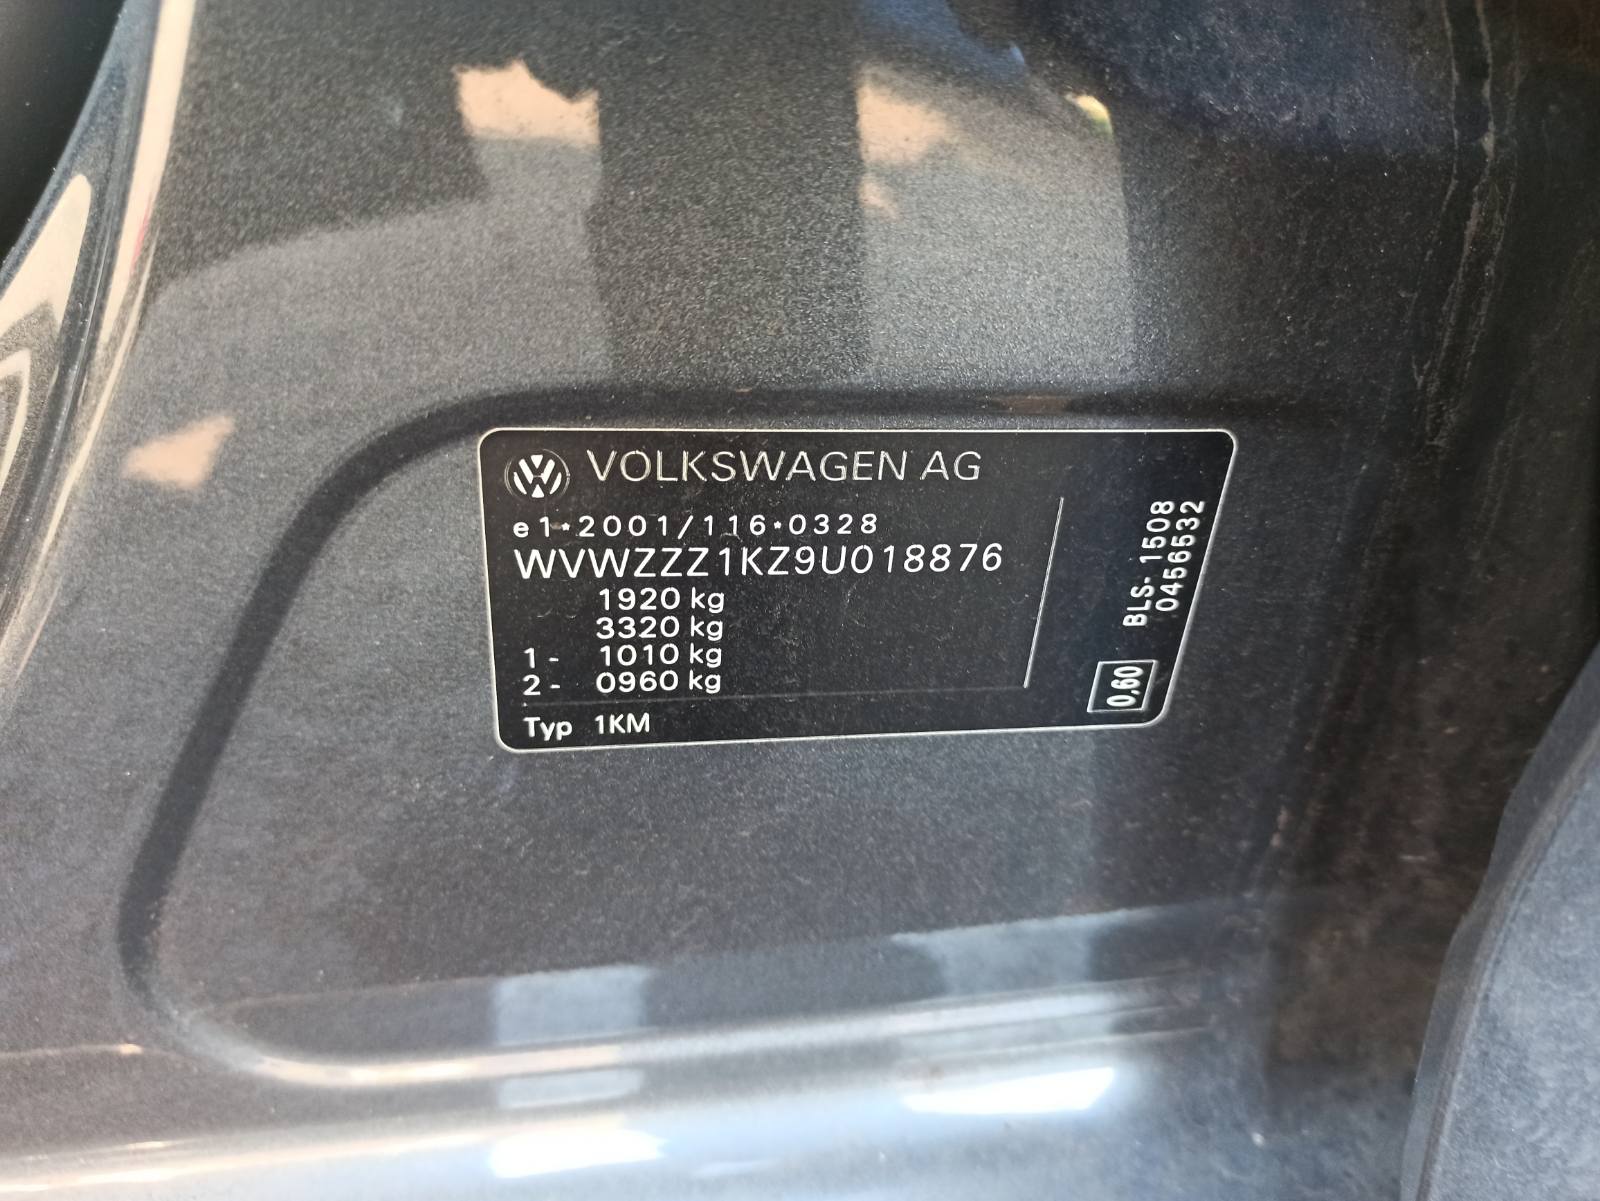 VOLKSWAGEN AG
e1*2001/116*0328
WVWZZZ1KZ9U018876
1920 kg
3320 kg
1 - 1010 kg
2 - 0960 kg
Typ 1KM
BLS- 1508
0456532
0,60